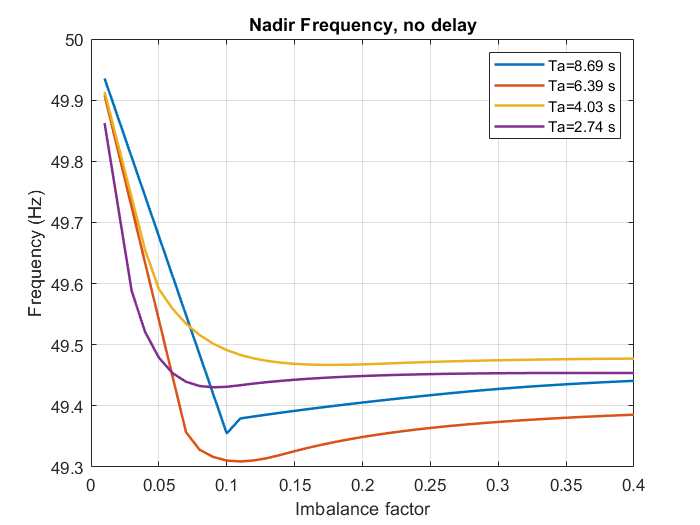 Nadir Frequency, no delay
50
49.9
49.8
49.7
49.6
49.5
49.4
49.3
Frequency (Hz)
Ta=8.69 s
Ta=6.39 s
Ta=4.03 s
Ta=2.74 s
0 0.05 0.1 0.15 0.2 0.25 0.3 0.35 0.4
Imbalance factor